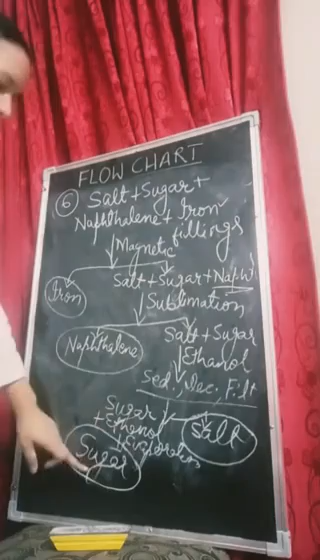 FLOW CHART
6 Salt + Sugar +
Naphthalene + Iron
fillings
Magnetic
Iron
Salt + Sugar + Naph
Sublimation
Naphthalene
Salt + Sugar
Ethanol
Sed., Dec, Filt
Sugar
+ Ethanol
Salt
Evaporation
Sugar